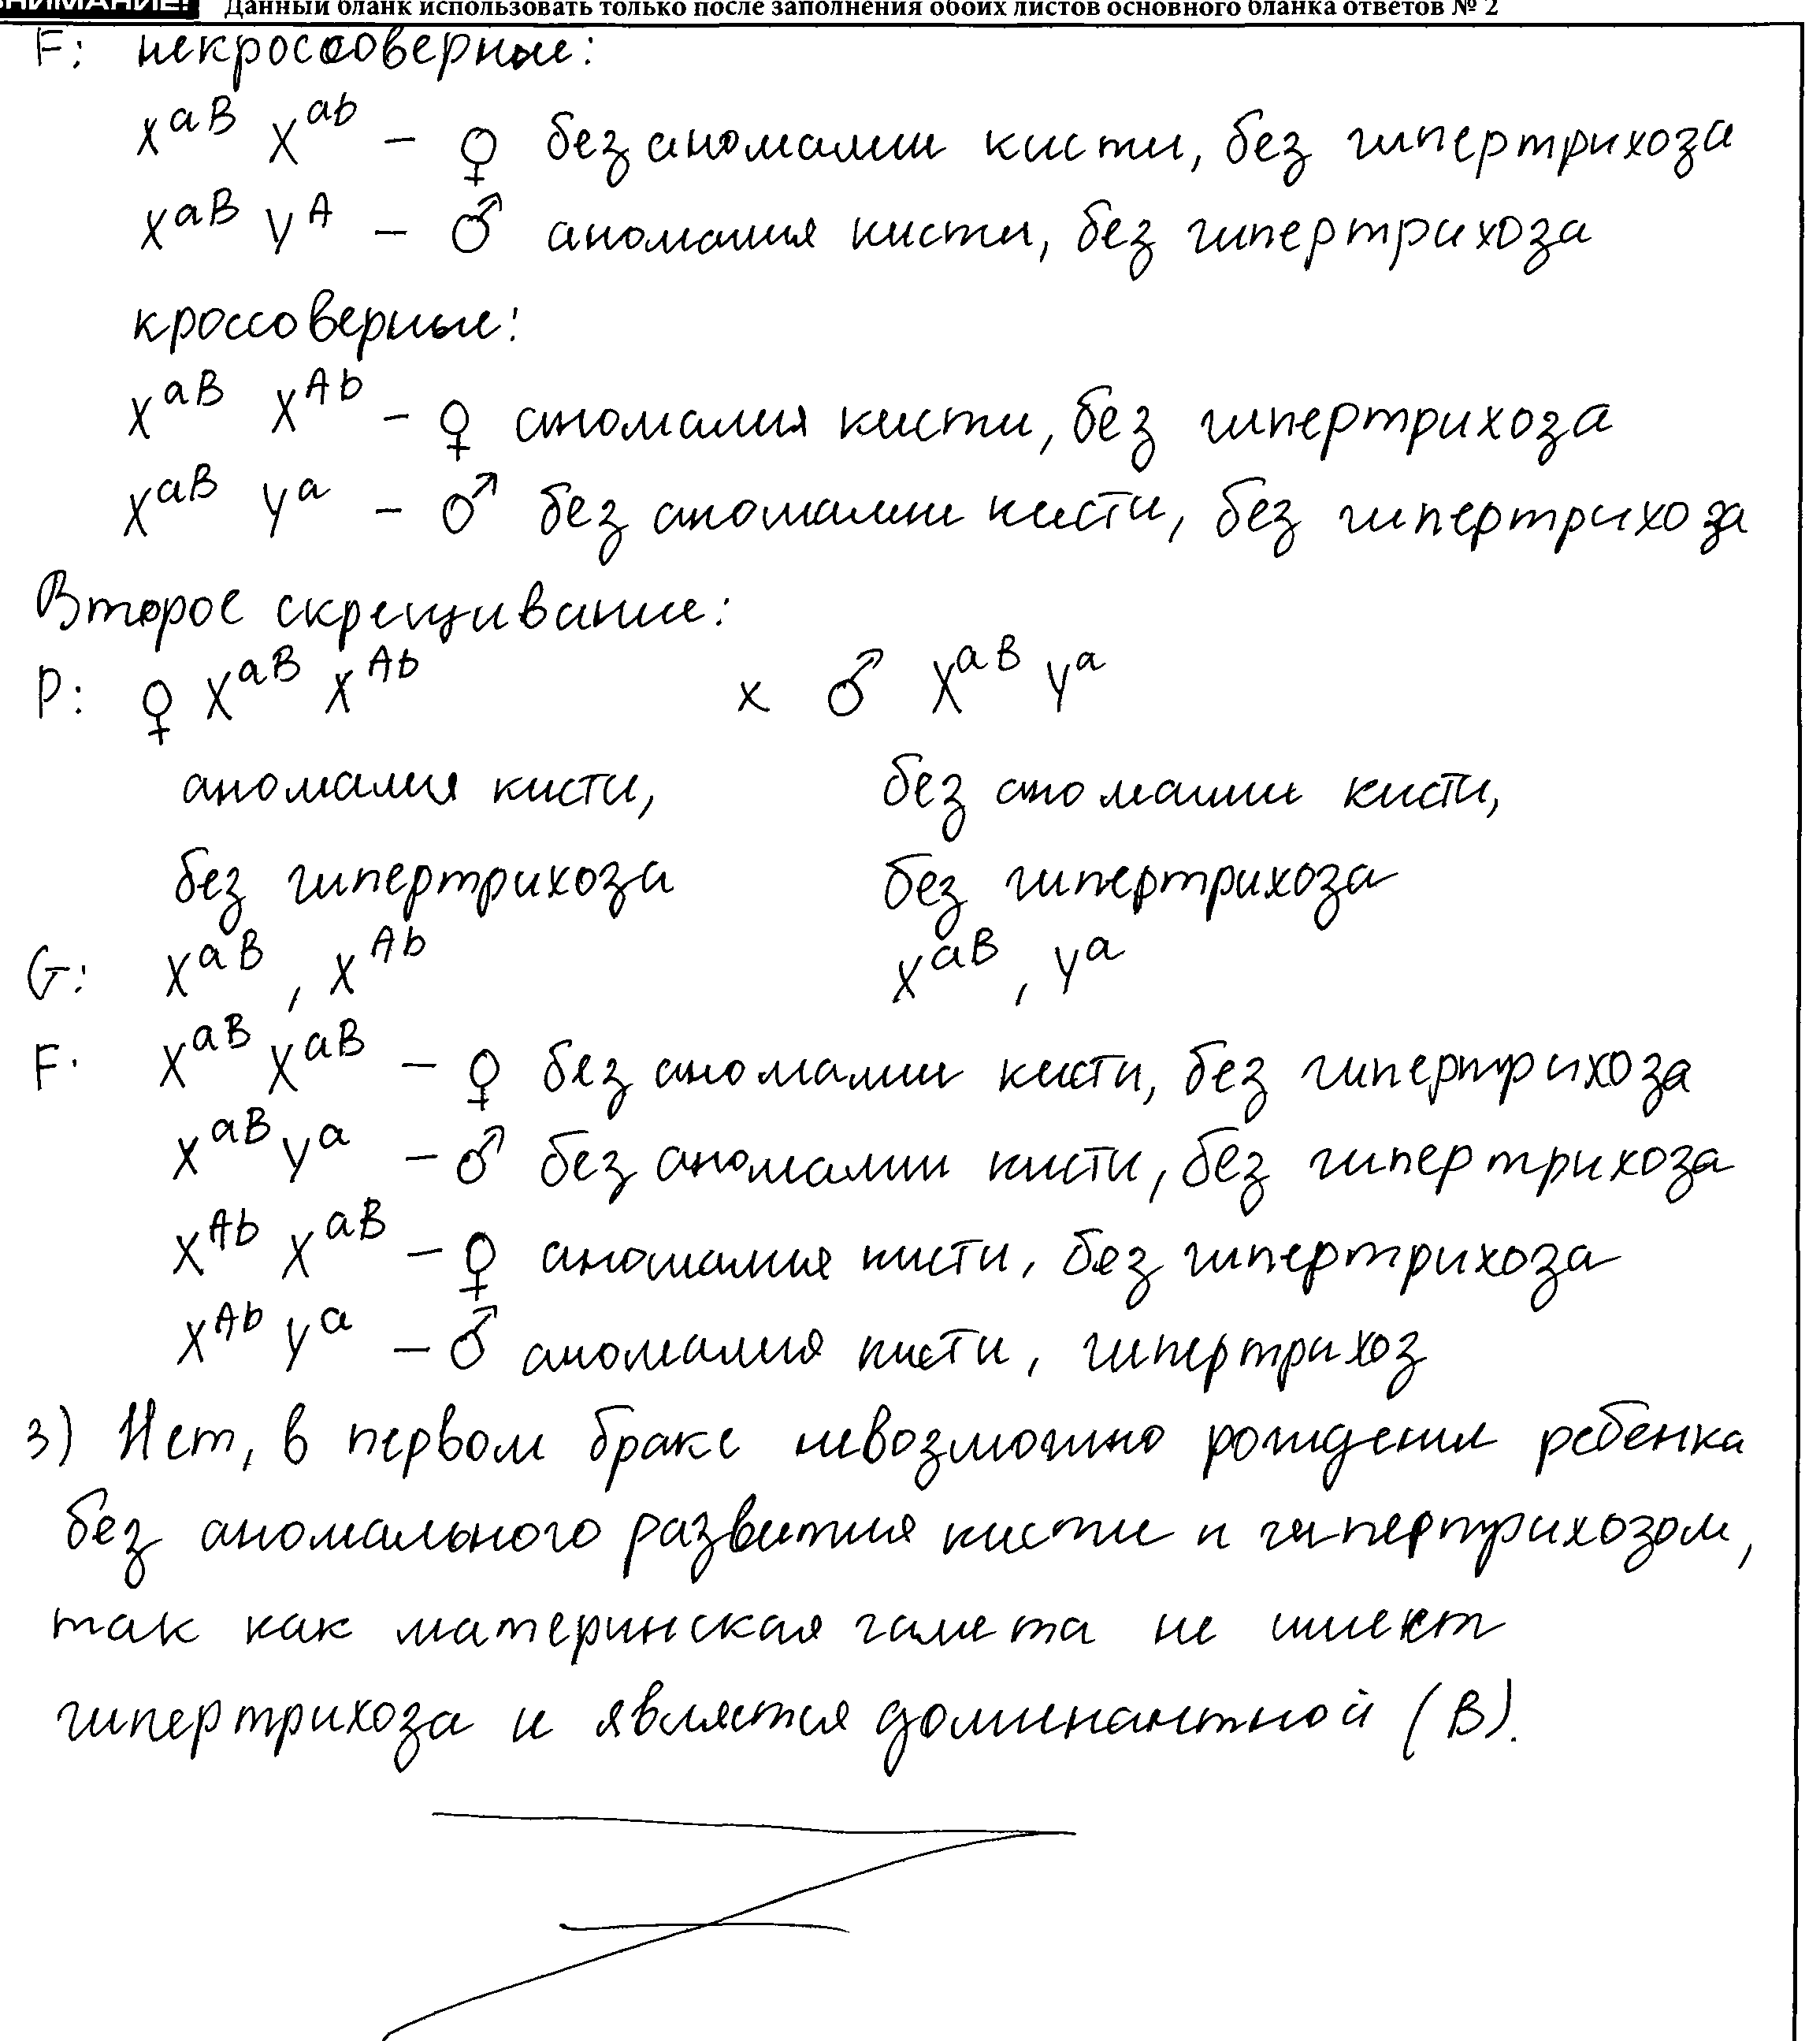 ВНИМАНИЕ! Данный бланк использовать только после заполнения обоих листов основного бланка ответов № 2
F: некроссоверные:
X^aB X^ab – ♀ без аномалии кисти, без гипертрихоза
X^aB Y^A – ♂ аномалия кисти, без гипертрихоза
кроссоверные:
X^aB X^Ab – ♀ аномалия кисти, без гипертрихоза
X^aB Y^a – ♂ без аномалии кисти, без гипертрихоза
Второе скрещивание:
P: ♀ X^aB X^Ab х ♂ X^aB Y^a
аномалия кисти, без аномалии кисти,
без гипертрихоза без гипертрихоза
G: X^aB, X^Ab X^aB, Y^a
F. X^aB X^aB – ♀ без аномалии кисти, без гипертрихоза
X^aB Y^a – ♂ без аномалии кисти, без гипертрихоза
X^Ab X^aB – ♀ аномалия кисти, без гипертрихоза
X^Ab Y^a – ♂ аномалия кисти, гипертрихоз
3) Нет, в первом браке невозможно рождения ребенка
без аномального развития кисти и гипертрихозом,
так как материнская гамета не имеет
гипертрихоза и является доминантной (B).